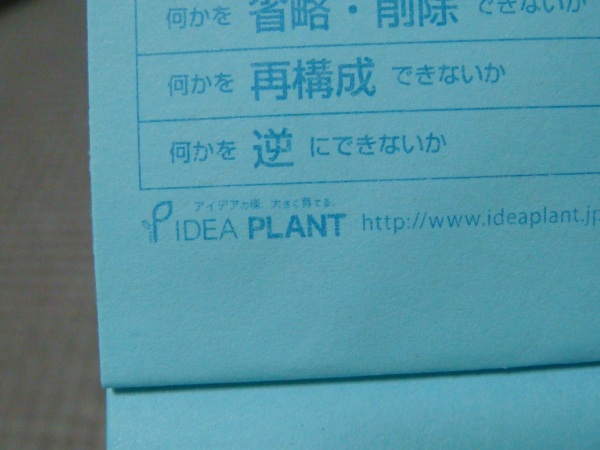 何かを 省略・削除 できないか
何かを 再構成 できないか
何かを 逆 にできないか
アイデアの種、大きく育てる。
IDEA PLANT http://www.ideaplant.jp